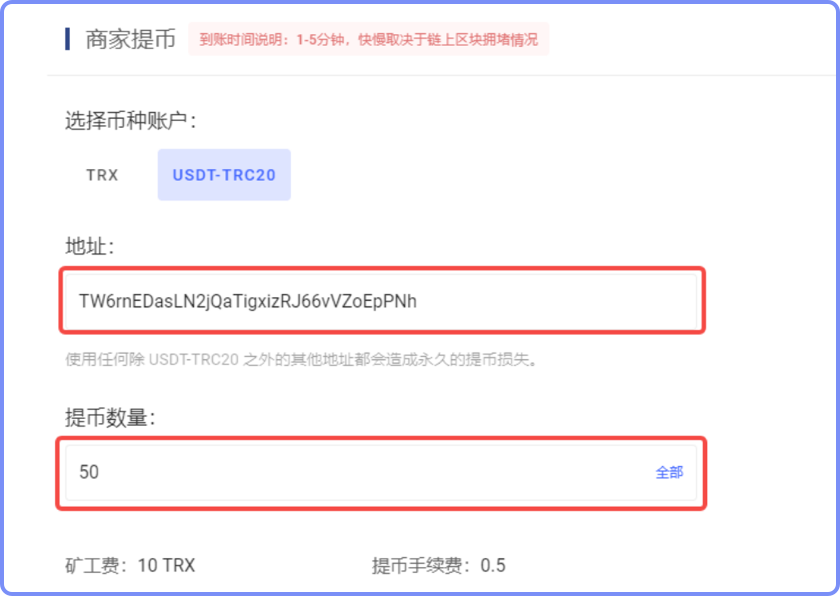 商家提币 到账时间说明：1-5分钟，快慢取决于链上区块拥堵情况
选择币种账户：
TRX USDT-TRC20
地址：
TW6rnEDasLN2jQaTigxizRJ66vVZoEpPNh
使用任何除 USDT-TRC20 之外的其他地址都会造成永久的提币损失。
提币数量：
50 全部
矿工费：10 TRX 提币手续费：0.5